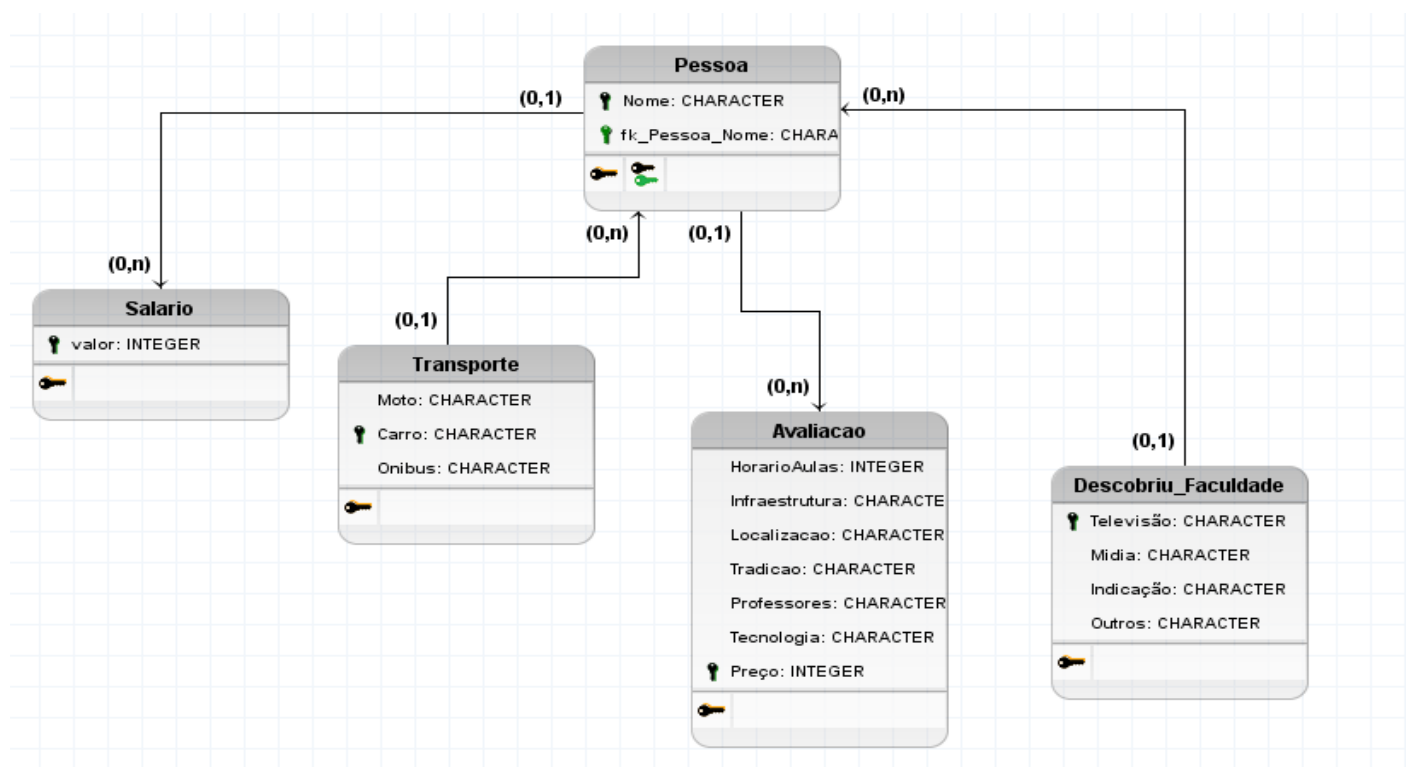 Pessoa
Nome: CHARACTER
fk_Pessoa_Nome: CHARA
(0,1)
(0,n)
(0,n)
(0,1)
(0,n)
Salario
valor: INTEGER
(0,1)
Transporte
Moto: CHARACTER
Carro: CHARACTER
Onibus: CHARACTER
(0,n)
Avaliacao
HorarioAulas: INTEGER
Infraestrutura: CHARACTE
Localizacao: CHARACTER
Tradicao: CHARACTER
Professores: CHARACTER
Tecnologia: CHARACTER
Preço: INTEGER
(0,1)
Descobriu_Faculdade
Televisão: CHARACTER
Midia: CHARACTER
Indicação: CHARACTER
Outros: CHARACTER